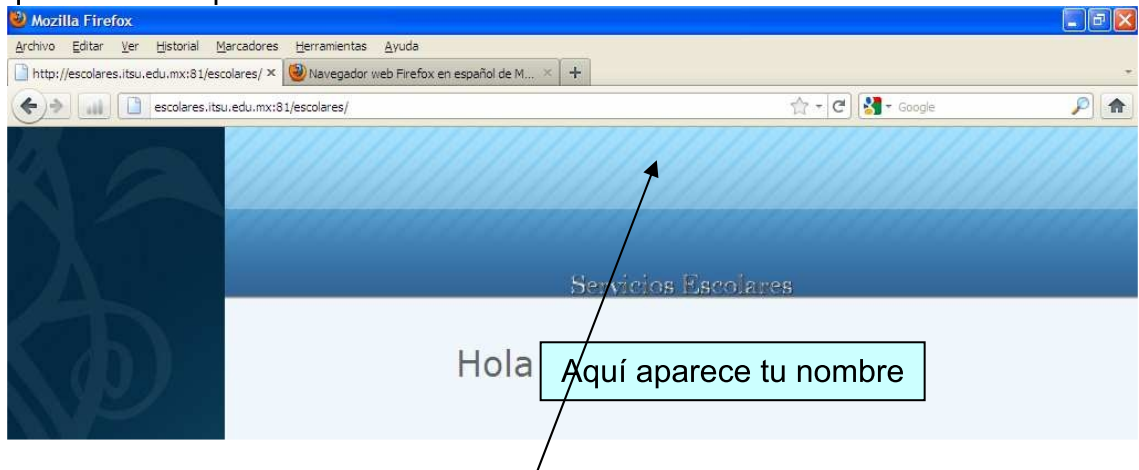 Mozilla Firefox
Archivo Editar Ver Historial Marcadores Herramientas Ayuda
http://escolares.itsu.edu.mx:81/escolares/ × Navegador web Firefox en español de M... × +
escolares.itsu.edu.mx:81/escolares/ Google
Servicios Escolares
Hola Aquí aparece tu nombre